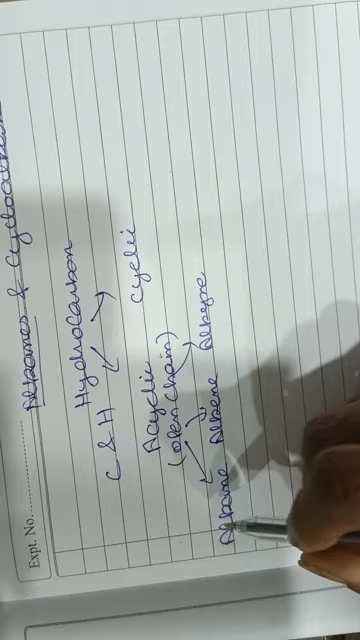 Expt. No.
Alkanes & Cycloalkanes
Hydrocarbon
C & H
Acyclic Cyclic
(open chain)
Alkane Alkene Alkyne